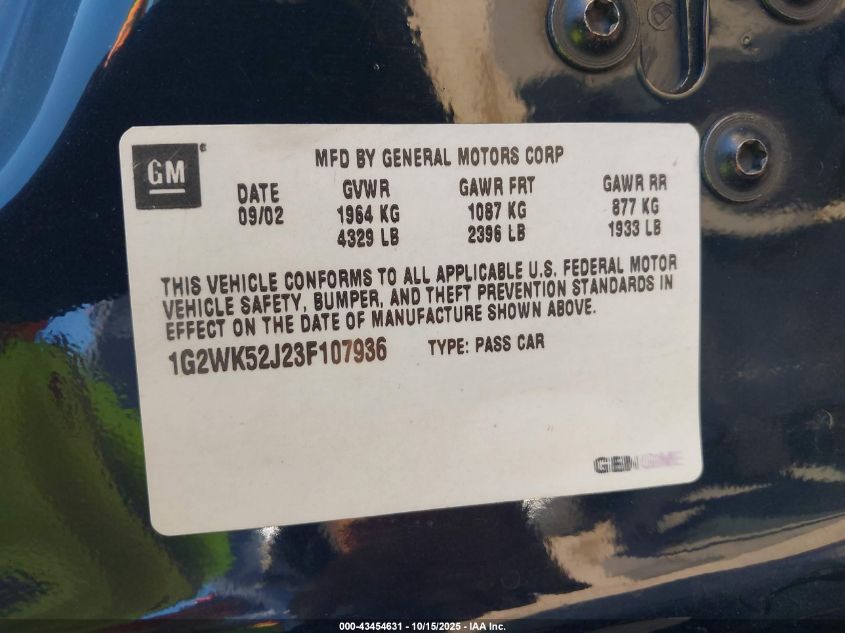 GM
MFD BY GENERAL MOTORS CORP
DATE GVWR GAWR FRT GAWR RR
09/02 1964 KG 1087 KG 877 KG
4329 LB 2396 LB 1933 LB
THIS VEHICLE CONFORMS TO ALL APPLICABLE U.S. FEDERAL MOTOR
VEHICLE SAFETY, BUMPER, AND THEFT PREVENTION STANDARDS IN
EFFECT ON THE DATE OF MANUFACTURE SHOWN ABOVE.
1G2WK52J23F107936 TYPE: PASS CAR
000-43454631 - 10/15/2025 - IAA Inc.